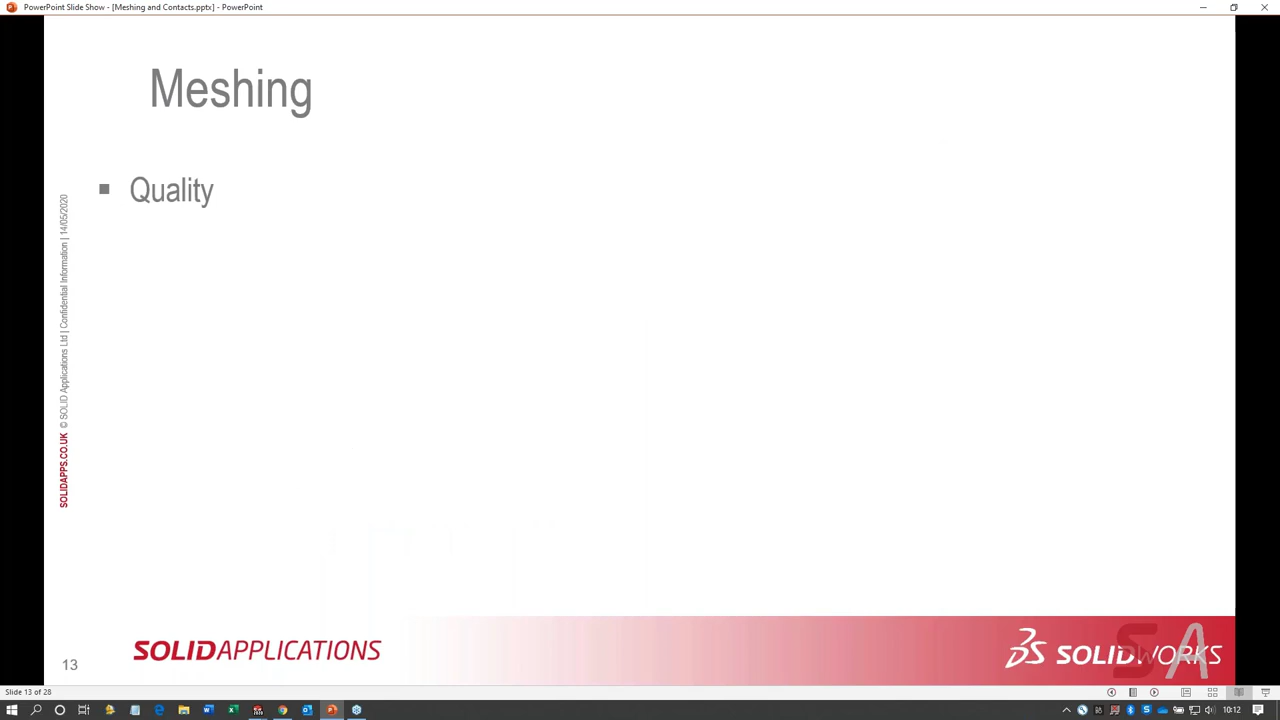 PowerPoint Slide Show - [Meshing and Contacts.pptx] - PowerPoint
Meshing
Quality
SOLIDAPPS.CO.UK © SOLID Applications Ltd | Confidential Information | 14/05/2020
13
SOLIDAPPLICATIONS
SOLIDWORKS
SA
Slide 13 of 28
10:12